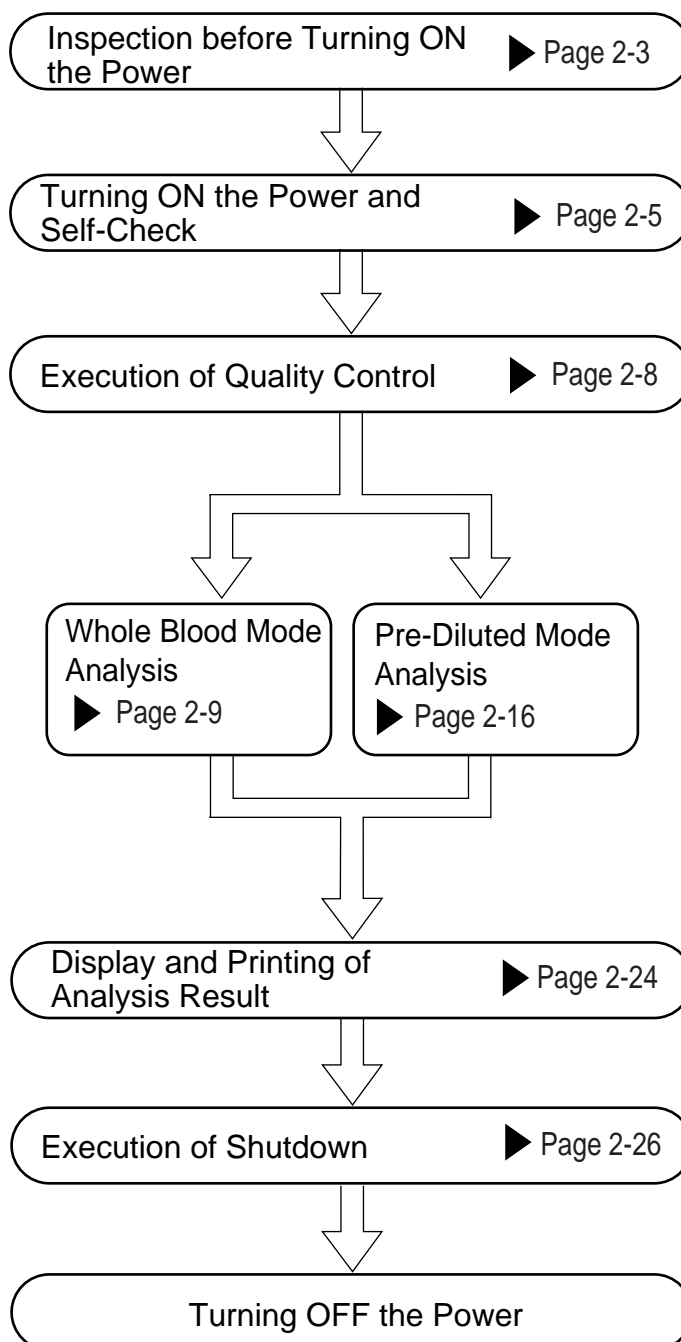 Inspection before Turning ON
the Power
▶ Page 2-3
Turning ON the Power and
Self-Check
▶ Page 2-5
Execution of Quality Control
▶ Page 2-8
Whole Blood Mode
Analysis
▶ Page 2-9
Pre-Diluted Mode
Analysis
▶ Page 2-16
Display and Printing of
Analysis Result
▶ Page 2-24
Execution of Shutdown
▶ Page 2-26
Turning OFF the Power